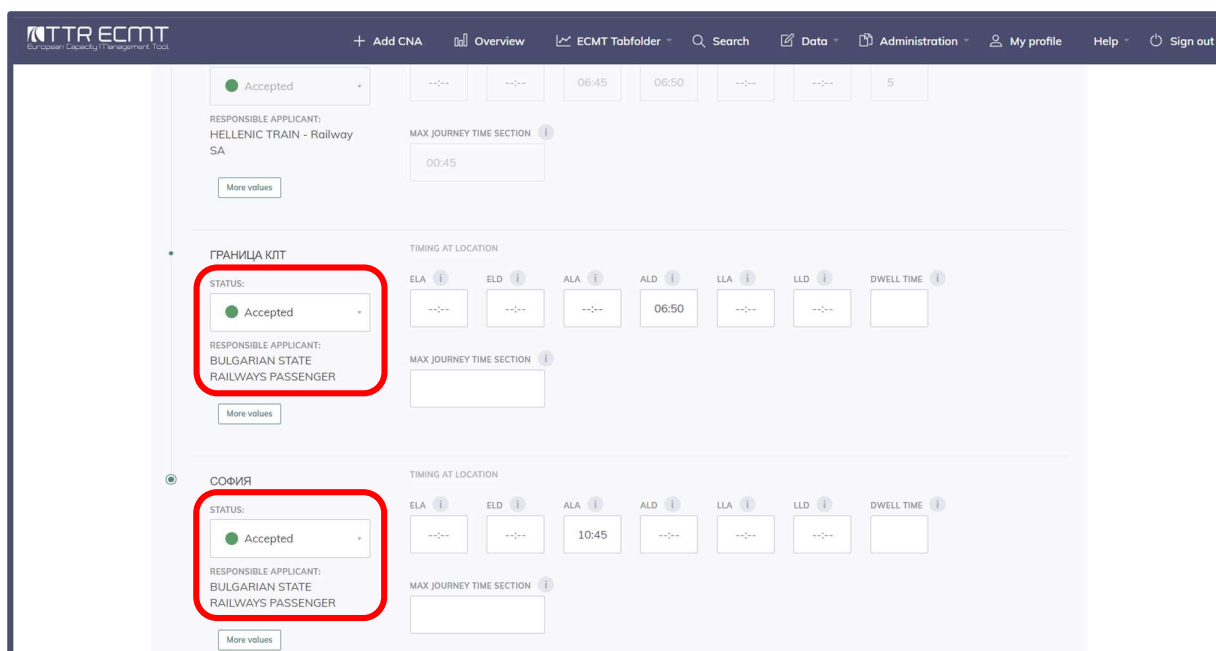 TTR ECMT
European Capacity Management Tool
+ Add CNA Overview ECMT Tabfolder Search Data Administration My profile Help Sign out
Accepted --:-- --:-- 06:45 06:50 --:-- --:-- 5
RESPONSIBLE APPLICANT:
HELLENIC TRAIN - Railway
SA
MAX JOURNEY TIME SECTION i
00:45
More values
ГРАНИЦА КЛТ
TIMING AT LOCATION
STATUS:
ELA i ELD i ALA i ALD i LLA i LLD i DWELL TIME i
Accepted --:-- --:-- --:-- 06:50 --:-- --:--
RESPONSIBLE APPLICANT:
BULGARIAN STATE
RAILWAYS PASSENGER
MAX JOURNEY TIME SECTION i
More values
СОФИЯ
TIMING AT LOCATION
STATUS:
ELA i ELD i ALA i ALD i LLA i LLD i DWELL TIME i
Accepted --:-- --:-- 10:45 --:-- --:-- --:--
RESPONSIBLE APPLICANT:
BULGARIAN STATE
RAILWAYS PASSENGER
MAX JOURNEY TIME SECTION i
More values